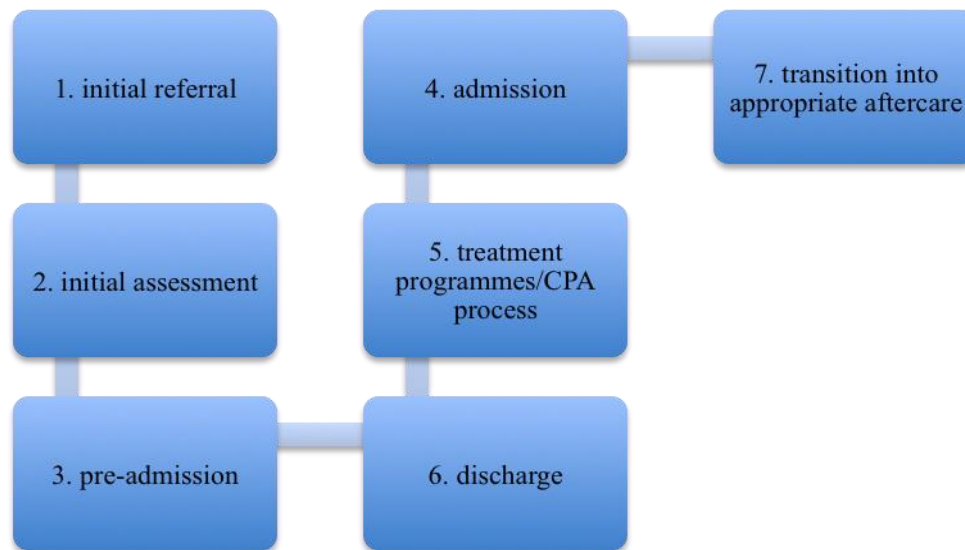 1. initial referral
2. initial assessment
3. pre-admission
4. admission
5. treatment
programmes/CPA
process
6. discharge
7. transition into
appropriate aftercare